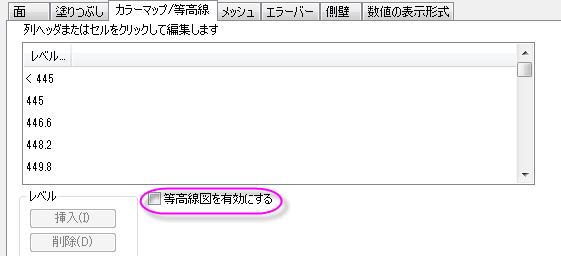 面 塗りつぶし カラーマップ/等高線 メッシュ エラーバー 側壁 数値の表示形式
列ヘッダまたはセルをクリックして編集します
レベル...
< 445
445
446.6
448.2
449.8
レベル
等高線図を有効にする
挿入(I)
削除(D)